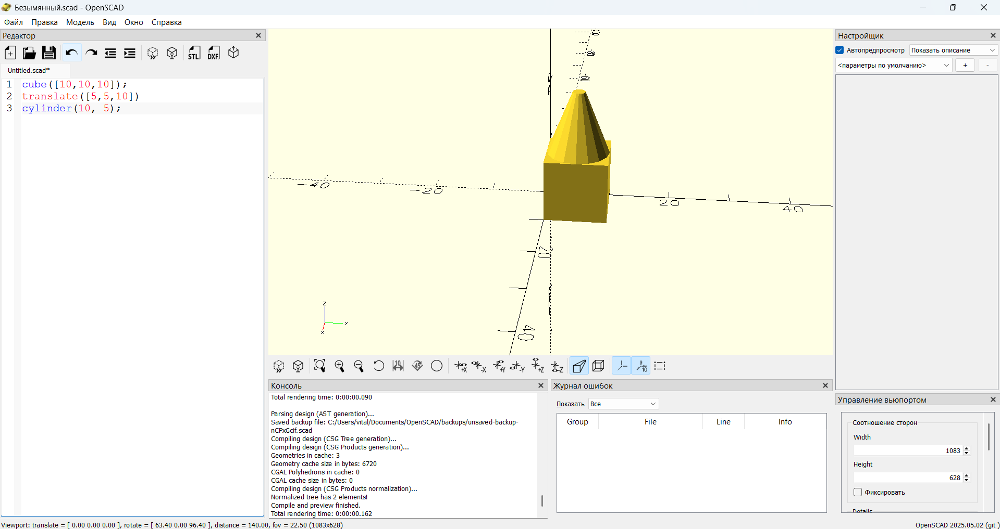 Безымянный.scad - OpenSCAD
Файл Правка Модель Вид Окно Справка
Редактор
STL DXF
Untitled.scad*
1 cube([10,10,10]);
2 translate([5,5,10])
3 cylinder(10, 5);
-40
-20
20
40
20
40
60
80
z
y
x
10 45 +X -X +Y -Y +Z -Z 10
Консоль
Total rendering time: 0:00:00.090
Parsing design (AST generation)...
Saved backup file: C:/Users/vital/Documents/OpenSCAD/backups/unsaved-backup-
nCPxGcif.scad
Compiling design (CSG Tree generation)...
Compiling design (CSG Products generation)...
Geometries in cache: 3
Geometry cache size in bytes: 6720
CGAL Polyhedrons in cache: 0
CGAL cache size in bytes: 0
Compiling design (CSG Products normalization)...
Normalized tree has 2 elements!
Compile and preview finished.
Total rendering time: 0:00:00.162
Журнал ошибок
Показать Все
Group File Line Info
Настройщик
Автопредпросмотр Показать описание
<параметры по умолчанию> + -
Управление вьюпортом
Соотношение сторон
Width
1083
Height
628
Фиксировать
Details
Viewport: translate = [ 0.00 0.00 0.00 ], rotate = [ 63.40 0.00 96.40 ], distance = 140.00, fov = 22.50 (1083x628)
OpenSCAD 2025.05.02 (git )